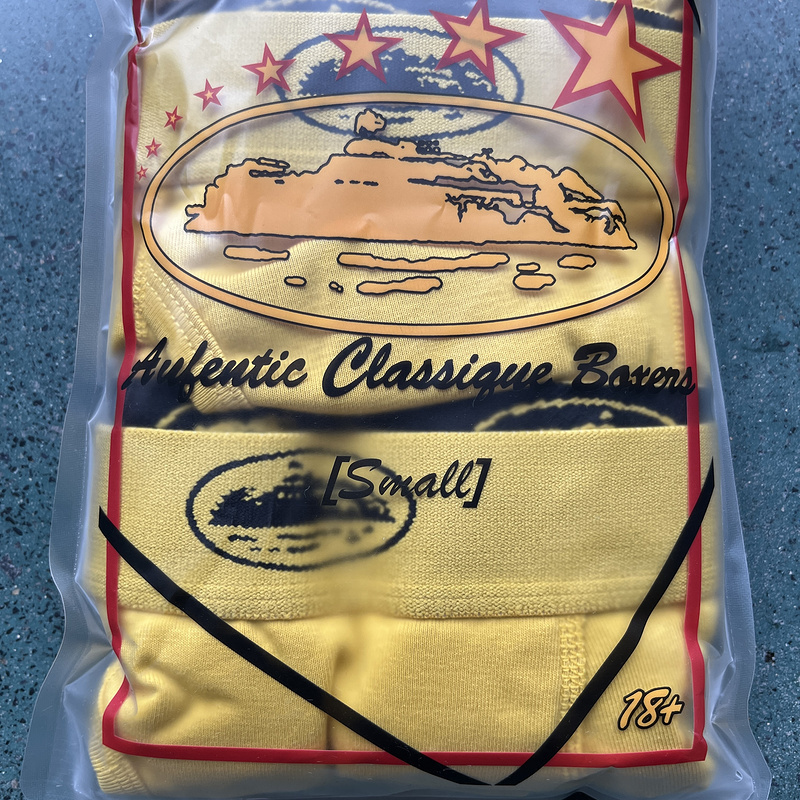 Aufentic Classique Boxers
[Small]
18+